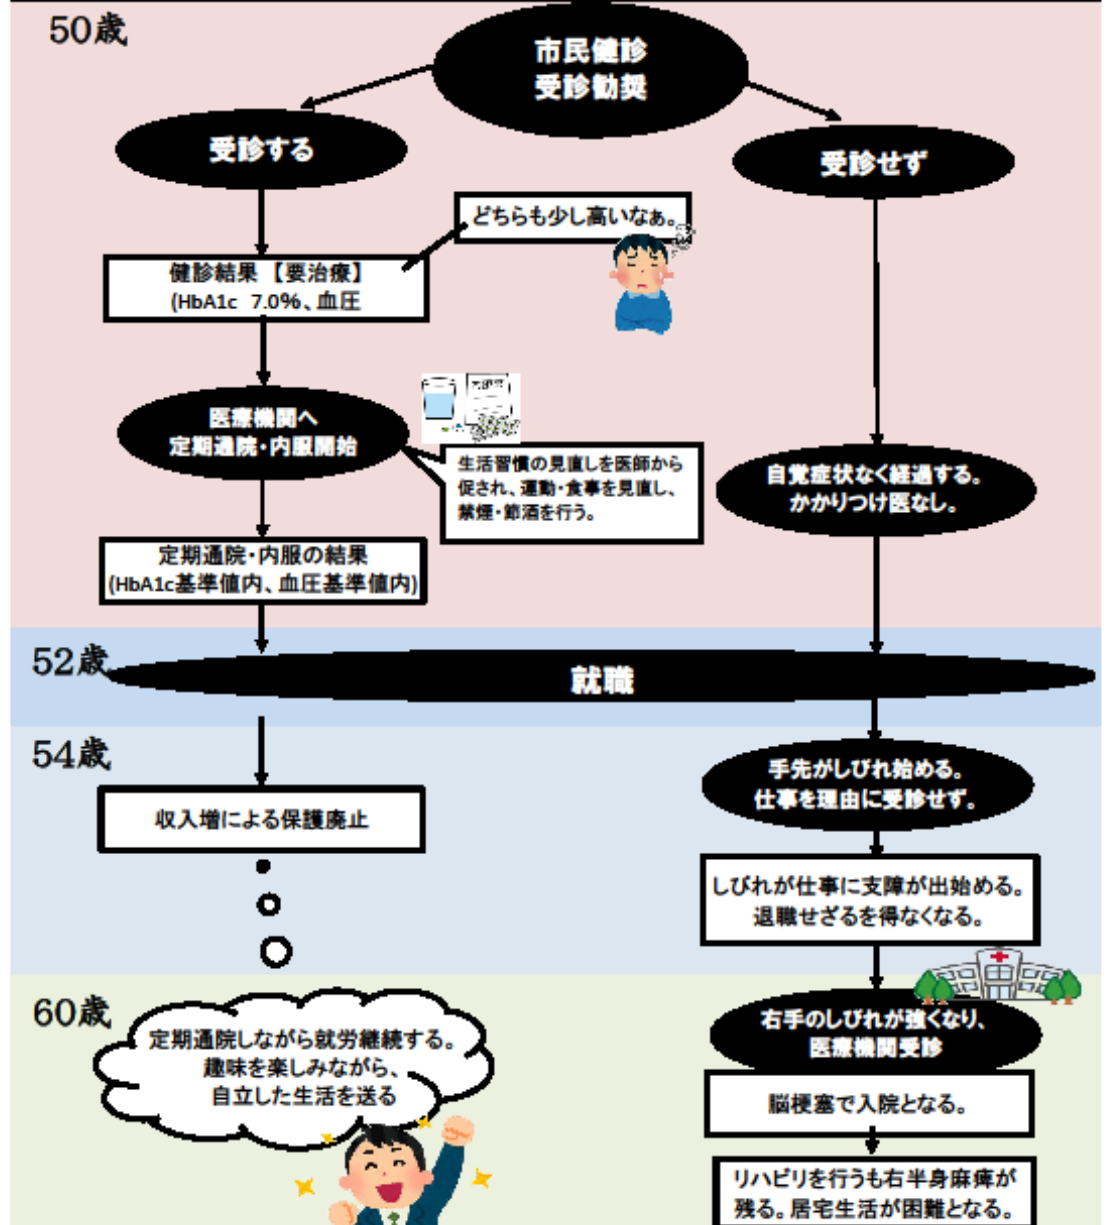 50歳
市民健診
受診勧奨
受診する
受診せず
どちらも少し高いなぁ。
健診結果 【要治療】
(HbA1c 7.0%、血圧
医療機関へ
定期通院・内服開始
生活習慣の見直しを医師から
促され、運動・食事を見直し、
禁煙・節酒を行う。
自覚症状なく経過する。
かかりつけ医なし。
定期通院・内服の結果
(HbA1c基準値内、血圧基準値内)
52歳
就職
54歳
手先がしびれ始める。
仕事を理由に受診せず。
収入増による保護廃止
しびれが仕事に支障が出始める。
退職せざるを得なくなる。
60歳
定期通院しながら就労継続する。
趣味を楽しみながら、
自立した生活を送る
右手のしびれが強くなり、
医療機関受診
脳梗塞で入院となる。
リハビリを行うも右半身麻痺が
残る。居宅生活が困難となる。